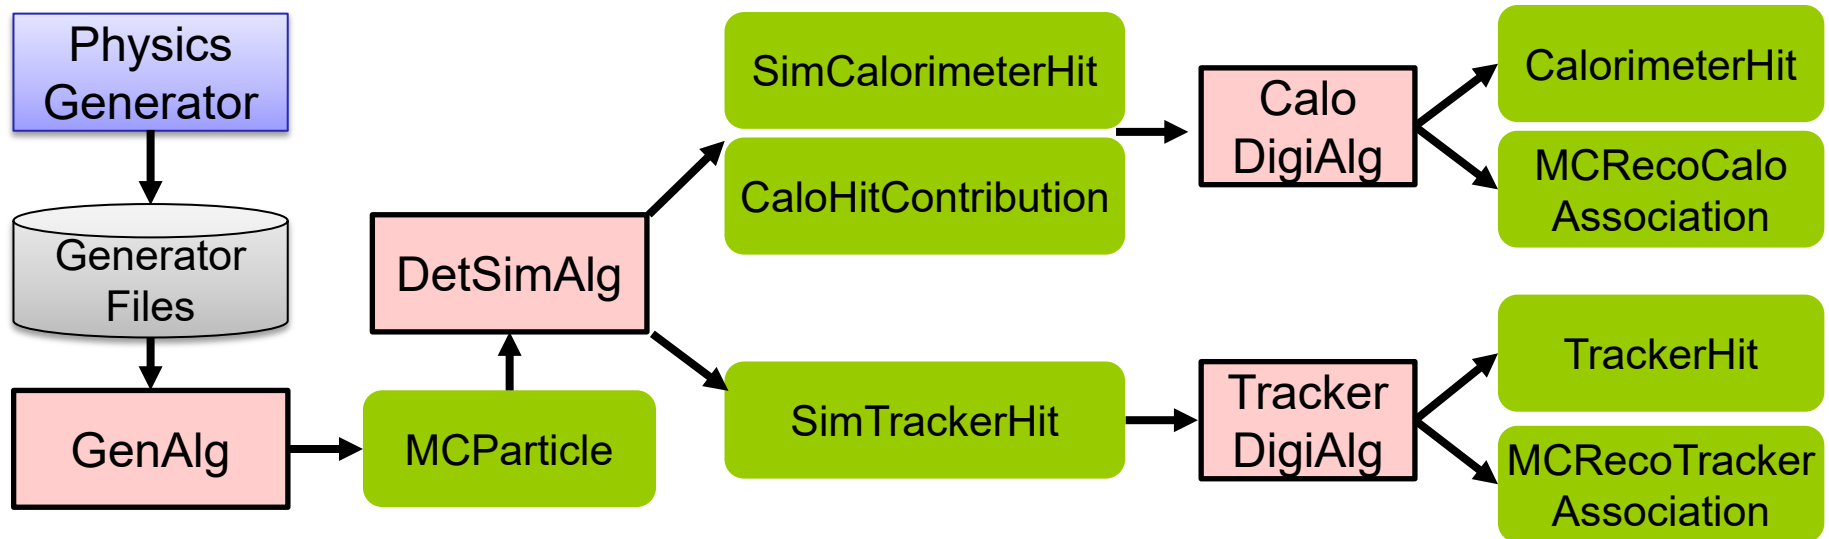 Physics
Generator
Generator
Files
GenAlg
MCParticle
DetSimAlg
SimCalorimeterHit
CaloHitContribution
SimTrackerHit
Calo
DigiAlg
Tracker
DigiAlg
CalorimeterHit
MCRecoCalo
Association
TrackerHit
MCRecoTracker
Association